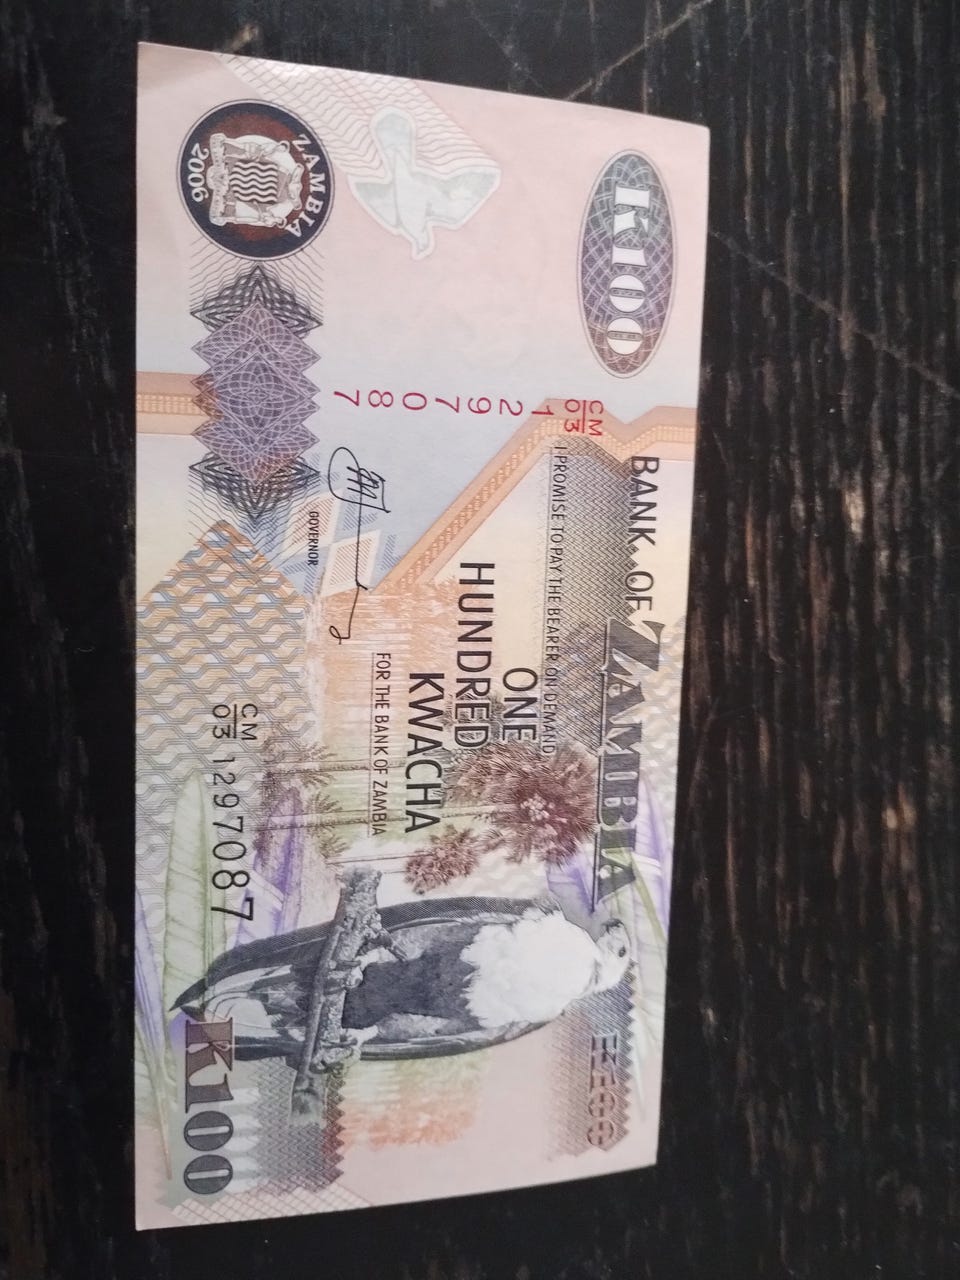 BANK OF ZAMBIA
K100
K100
CM
03 1297087
I PROMISE TO PAY THE BEARER ON DEMAND
ONE
HUNDRED
KWACHA
FOR THE BANK OF ZAMBIA
GOVERNOR
CM
03 1297087
ZAMBIA
2006
K100